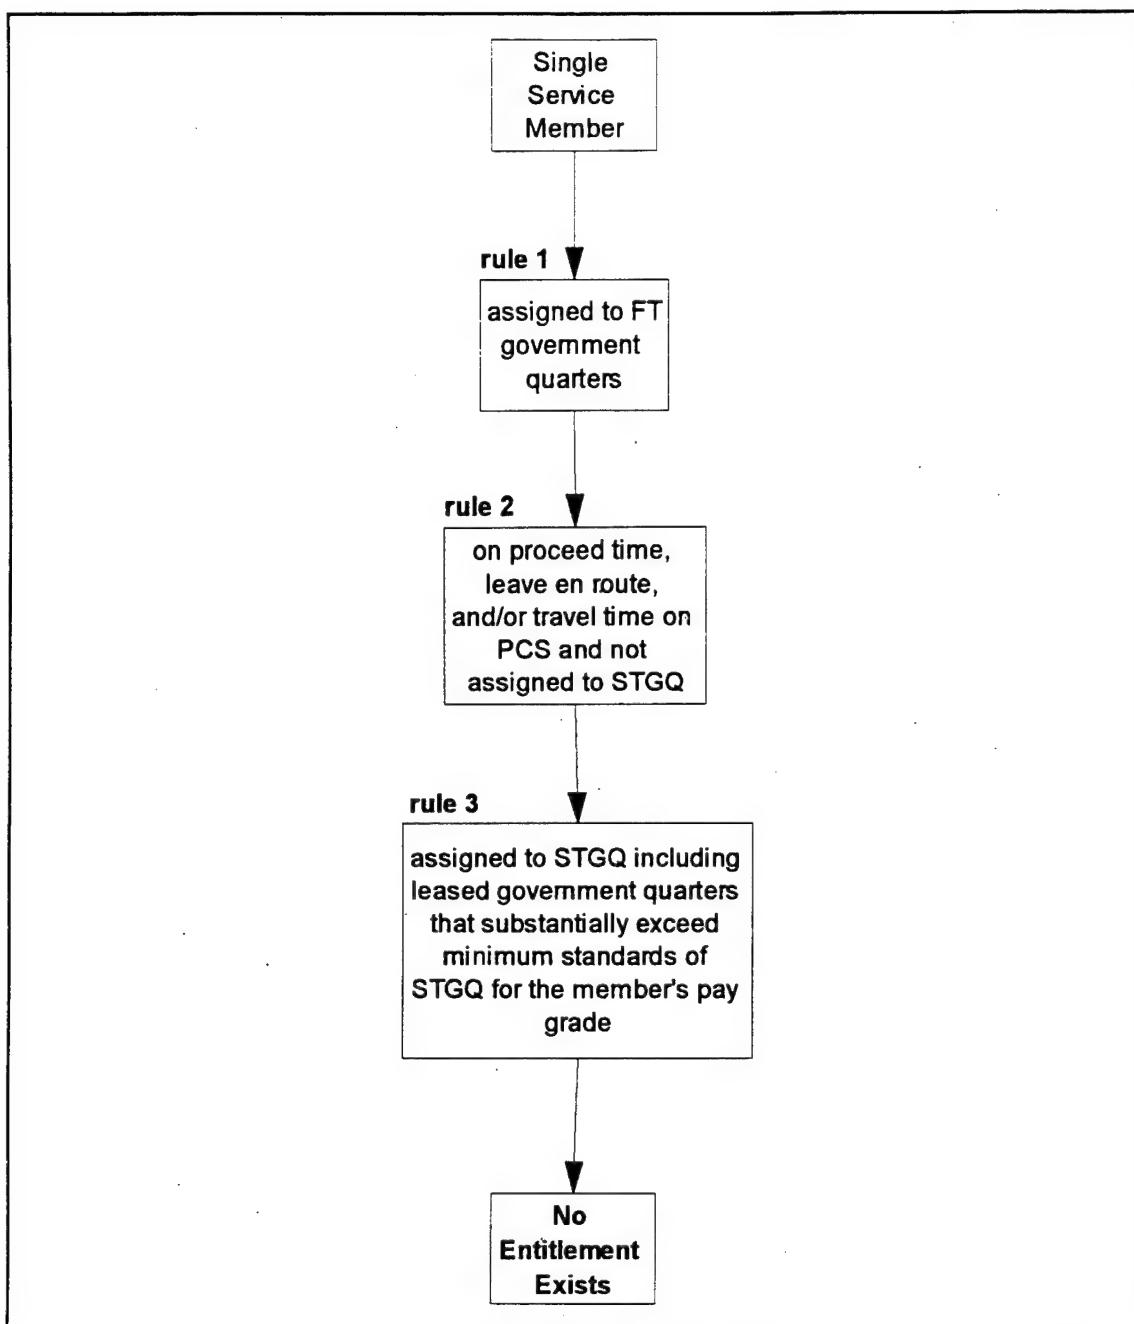 Single
Service
Member
rule 1
assigned to FT
government
quarters
rule 2
on proceed time,
leave en route,
and/or travel time on
PCS and not
assigned to STGQ
rule 3
assigned to STGQ including
leased government quarters
that substantially exceed
minimum standards of
STGQ for the member's pay
grade
No
Entitlement
Exists